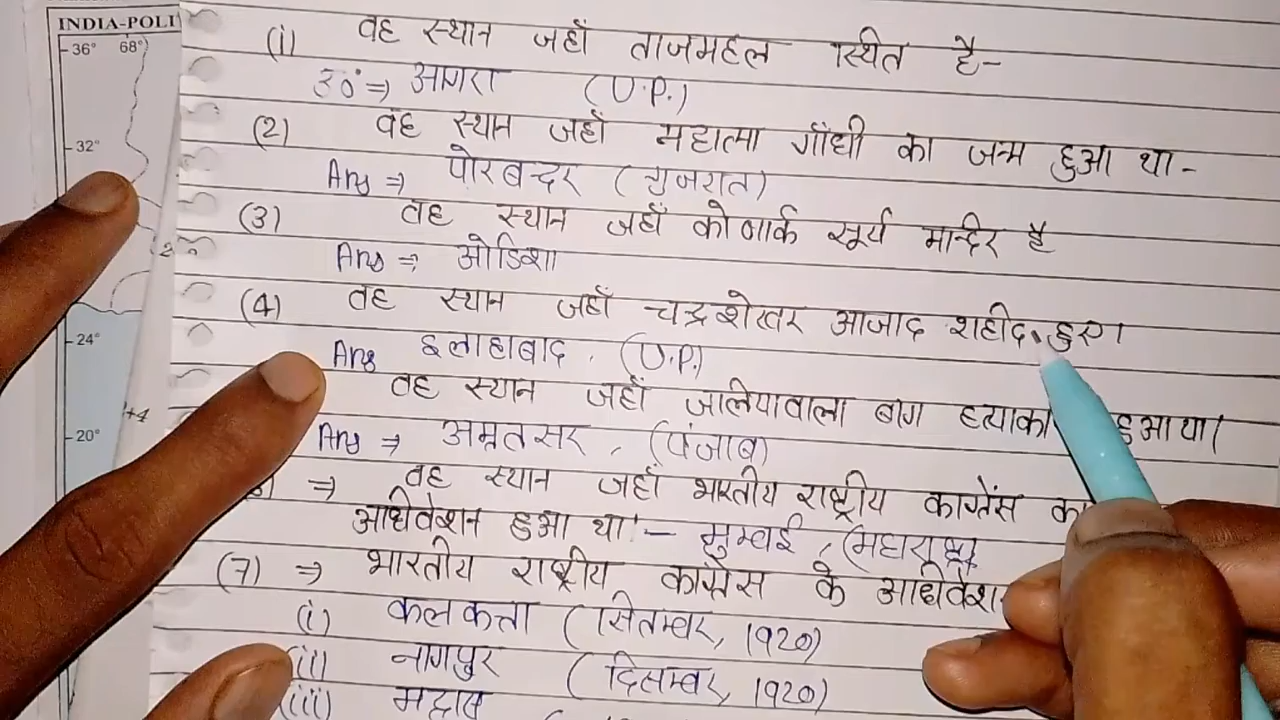 INDIA-POLI
36° 68°
32°
24°
+4
20°
(i) वह स्थान जहाँ ताजमहल स्थित है-
उ० ⇒ आगरा (U.P.)
(2) वह स्थान जहाँ महात्मा गाँधी का जन्म हुआ था-
Ans ⇒ पोरबन्दर (गुजरात)
(3) वह स्थान जहाँ कोणार्क सूर्य मन्दिर है
Ans ⇒ ओडिशा
(4) वह स्थान जहाँ चन्द्रशेखर आजाद शहीद हुए।
Ans इलाहाबाद, (U.P.)
वह स्थान जहाँ जालियावाला बाग हत्याका हुआ था।
Ans ⇒ अम्रतसर, (पंजाब)
⇒ वह स्थान जहाँ भारतीय राष्ट्रीय कांग्रेस का
अधिवेशन हुआ था - मुम्बई, (महाराष्ट्र
(7) ⇒ भारतीय राष्ट्रीय कांग्रेस के अधिवेश
(i) कलकत्ता (सितम्बर, 1920)
(ii) नागपुर (दिसम्बर, 1920)
(iii) मद्रास